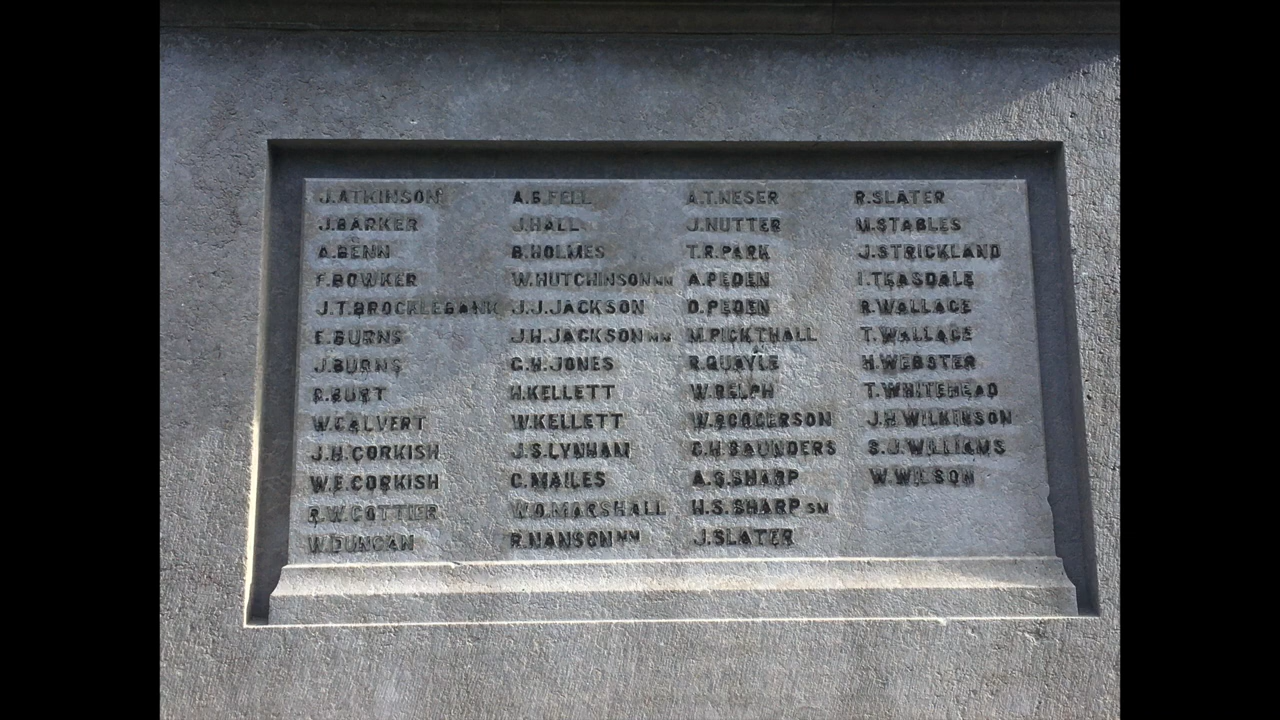 J. ATKINSON
J. BARKER
A. BENN
F. BOWKER
J. T. BROCKLEBANK
E. BURNS
J. BURNS
R. BURT
W. CALVERT
J. H. CORKISH
W. E. CORKISH
R. W. COTTIER
W. DUNCAN
A. B. FELL
J. HALL
B. HOLMES
W. HUTCHINSON MM
J. J. JACKSON
J. H. JACKSON MM
C. H. JONES
H. KELLETT
W. KELLETT
J. S. LYNHAM
C. MAILES
W. O. MARSHALL
R. NANSON MM
A. T. NESER
J. NUTTER
T. R. PARK
A. PEDEN
D. PEDEN
M. PICKTHALL
R. QUAYLE
W. RELPH
W. ROGERSON
G. H. SAUNDERS
A. S. SHARP
H. S. SHARP SM
J. SLATER
R. SLATER
M. STABLES
J. STRICKLAND
I. TEASDALE
R. WALLACE
T. WALLACE
H. WEBSTER
T. WHITEHEAD
J. H WILKINSON
S. J. WILLIAMS
W. WILSON